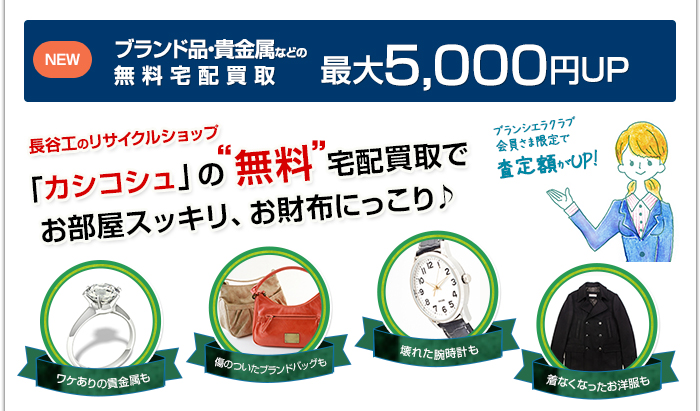 NEW
ブランド品・貴金属などの
無料宅配買取
最大5,000円UP
長谷工のリサイクルショップ
「カシコシュ」の“無料”宅配買取で
お部屋スッキリ、お財布にっこり♪
ブランシエラクラブ
会員さま限定で
査定額がUP!
ワケありの貴金属も
傷のついたブランドバッグも
壊れた腕時計も
着なくなったお洋服も